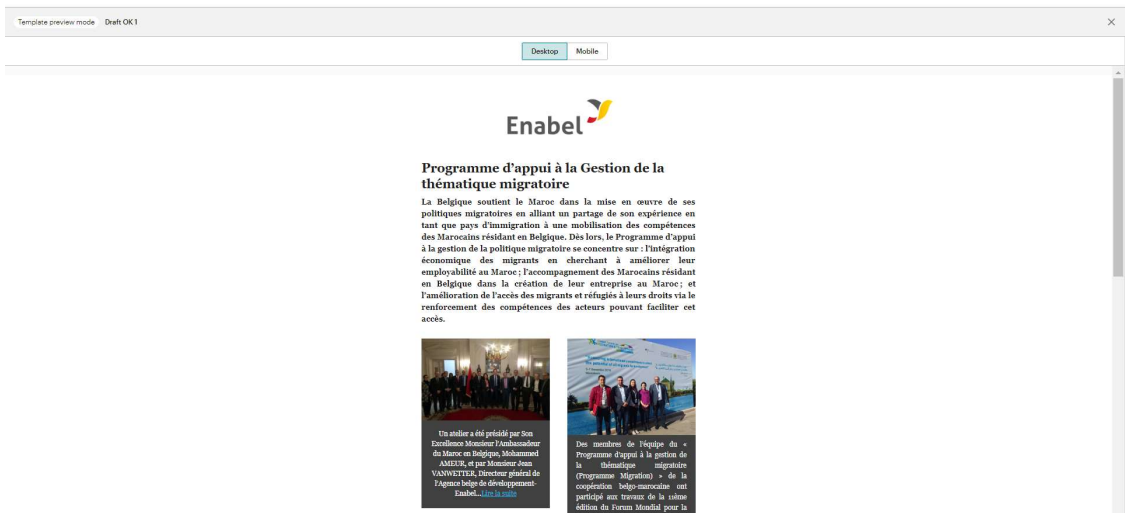 Template preview mode Draft OK 1
Desktop Mobile
Enabel
Programme d'appui à la Gestion de la
thématique migratoire
La Belgique soutient le Maroc dans la mise en œuvre de ses
politiques migratoires en alliant un partage de son expérience en
tant que pays d'immigration à une mobilisation des compétences
des Marocains résidant en Belgique. Dès lors, le Programme d'appui
à la gestion de la politique migratoire se concentre sur : l'intégration
économique des migrants en cherchant à améliorer leur
employabilité au Maroc ; l'accompagnement des Marocains résidant
en Belgique dans la création de leur entreprise au Maroc ; et
l'amélioration de l'accès des migrants et réfugiés à leurs droits via le
renforcement des compétences des acteurs pouvant faciliter cet
accès.
Un atelier a été présidé par Son
Excellence Monsieur l'Ambassadeur
du Maroc en Belgique, Mohammed
AMEUR, et par Monsieur Jean
VANWETTER, Directeur général de
l'Agence belge de développement-
Enabel...Lire la suite
Des membres de l'équipe du «
Programme d'appui à la gestion de
la thématique migratoire
(Programme Migration) » de la
coopération belgo-marocaine ont
participé aux travaux de la 11ème
édition du Forum Mondial pour la